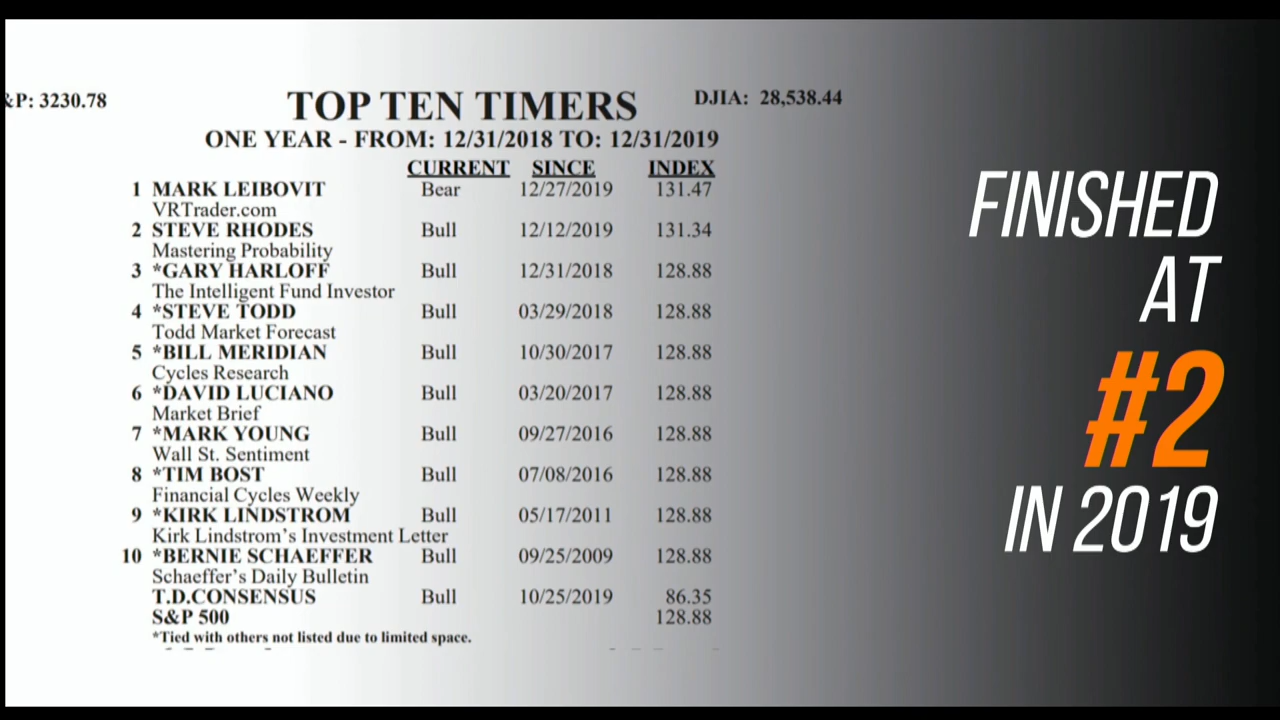 &P: 3230.78
TOP TEN TIMERS
DJIA: 28,538.44
ONE YEAR - FROM: 12/31/2018 TO: 12/31/2019
CURRENT SINCE INDEX
1 MARK LEIBOVIT Bear 12/27/2019 131.47
VRTrader.com
2 STEVE RHODES Bull 12/12/2019 131.34
Mastering Probability
3 *GARY HARLOFF Bull 12/31/2018 128.88
The Intelligent Fund Investor
4 *STEVE TODD Bull 03/29/2018 128.88
Todd Market Forecast
5 *BILL MERIDIAN Bull 10/30/2017 128.88
Cycles Research
6 *DAVID LUCIANO Bull 03/20/2017 128.88
Market Brief
7 *MARK YOUNG Bull 09/27/2016 128.88
Wall St. Sentiment
8 *TIM BOST Bull 07/08/2016 128.88
Financial Cycles Weekly
9 *KIRK LINDSTROM Bull 05/17/2011 128.88
Kirk Lindstrom's Investment Letter
10 *BERNIE SCHAEFFER Bull 09/25/2009 128.88
Schaeffer's Daily Bulletin
T.D.CONSENSUS Bull 10/25/2019 86.35
S&P 500 128.88
*Tied with others not listed due to limited space.
FINISHED
AT
#2
IN 2019